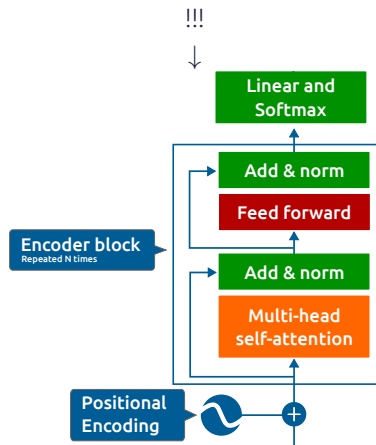 !!!
↓
Linear and
Softmax
Add & norm
Feed forward
Encoder block
Repeated N times
Add & norm
Multi-head
self-attention
Positional
Encoding
+